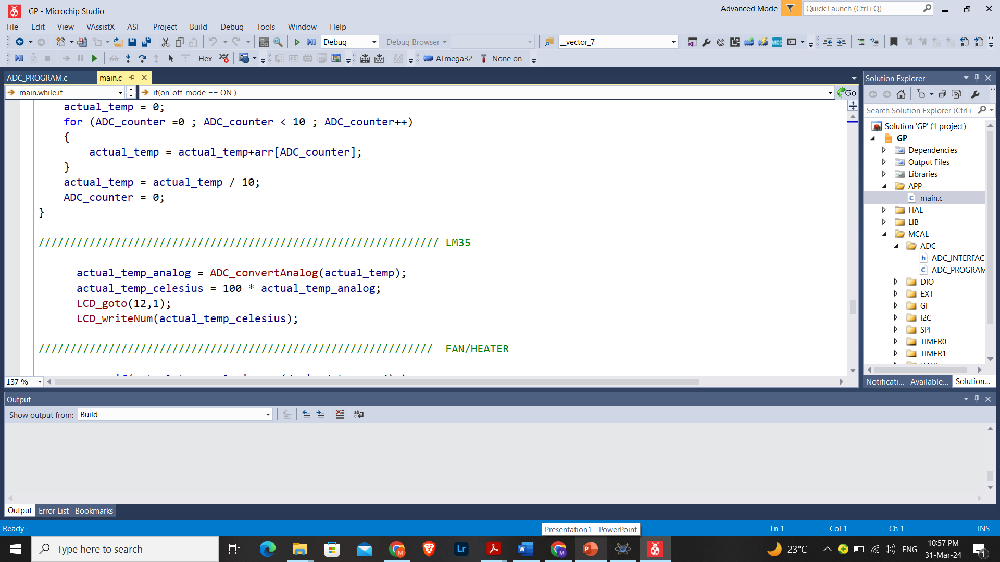 GP - Microchip Studio
Advanced Mode
Quick Launch (Ctrl+Q)
File Edit View VAssistX ASF Project Build Debug Tools Window Help
Debug Debug Browser __vector_7
Hex ATmega32 None on
ADC_PROGRAM.c main.c
main.while.if if(on_off_mode == ON ) Go
actual_temp = 0;
for (ADC_counter =0 ; ADC_counter < 10 ; ADC_counter++)
{
actual_temp = actual_temp+arr[ADC_counter];
}
actual_temp = actual_temp / 10;
ADC_counter = 0;
}
/////////////////////////////////////////////////////////////// LM35
actual_temp_analog = ADC_convertAnalog(actual_temp);
actual_temp_celesius = 100 * actual_temp_analog;
LCD_goto(12,1);
LCD_writeNum(actual_temp_celesius);
////////////////////////////////////////////////////////////// FAN/HEATER
137 %
Solution Explorer
Search Solution Explorer (Ctrl+
Solution 'GP' (1 project)
GP
Dependencies
Output Files
Libraries
APP
main.c
HAL
LIB
MCAL
ADC
ADC_INTERFAC
ADC_PROGRAM
DIO
EXT
GI
I2C
SPI
TIMER0
TIMER1
Notificati... Available... Solution...
Output
Show output from: Build
Output Error List Bookmarks
Ready
Presentation1 - PowerPoint
Ln 1 Col 1 Ch 1 INS
Type here to search
23°C ENG
10:57 PM
31-Mar-24
1